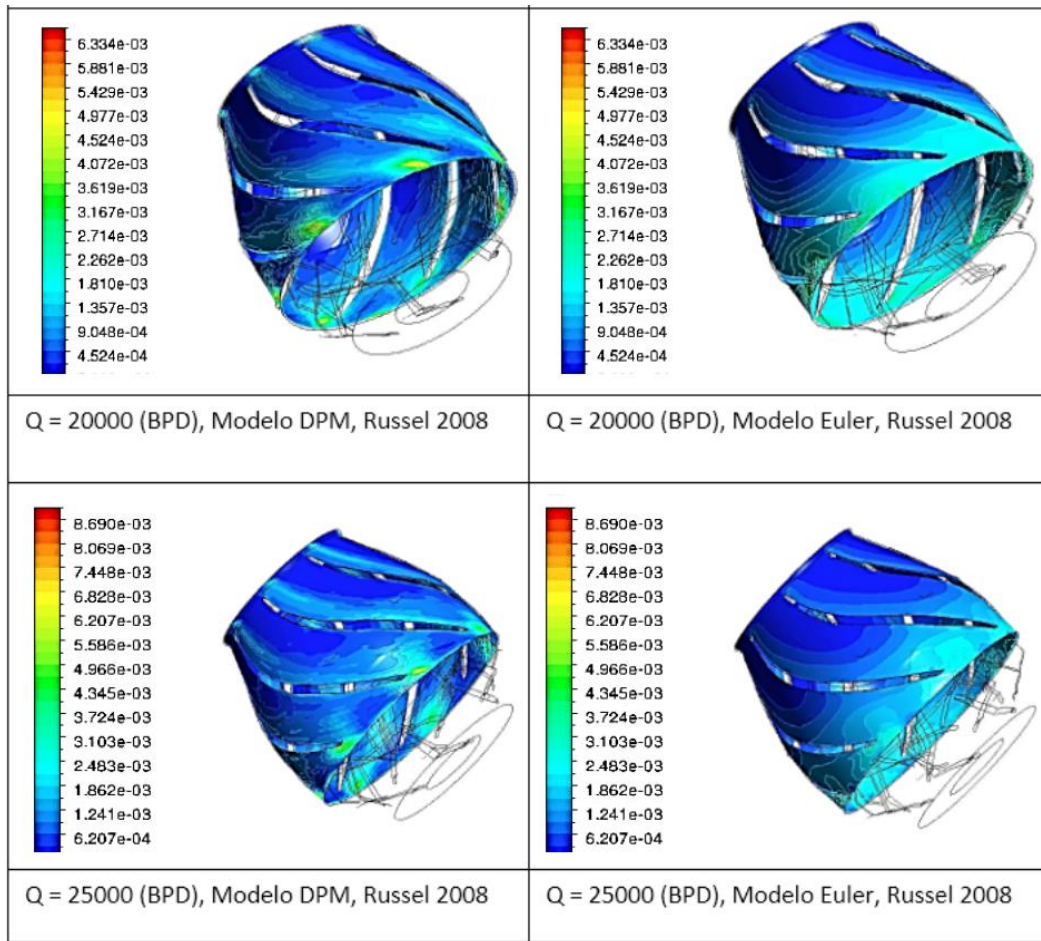 6.334e-03
5.881e-03
5.429e-03
4.977e-03
4.524e-03
4.072e-03
3.619e-03
3.167e-03
2.714e-03
2.262e-03
1.810e-03
1.357e-03
9.048e-04
4.524e-04
6.334e-03
5.881e-03
5.429e-03
4.977e-03
4.524e-03
4.072e-03
3.619e-03
3.167e-03
2.714e-03
2.262e-03
1.810e-03
1.357e-03
9.048e-04
4.524e-04
Q = 20000 (BPD), Modelo DPM, Russel 2008
Q = 20000 (BPD), Modelo Euler, Russel 2008
8.690e-03
8.069e-03
7.448e-03
6.828e-03
6.207e-03
5.586e-03
4.966e-03
4.345e-03
3.724e-03
3.103e-03
2.483e-03
1.862e-03
1.241e-03
6.207e-04
8.690e-03
8.069e-03
7.448e-03
6.828e-03
6.207e-03
5.586e-03
4.966e-03
4.345e-03
3.724e-03
3.103e-03
2.483e-03
1.862e-03
1.241e-03
6.207e-04
Q = 25000 (BPD), Modelo DPM, Russel 2008
Q = 25000 (BPD), Modelo Euler, Russel 2008